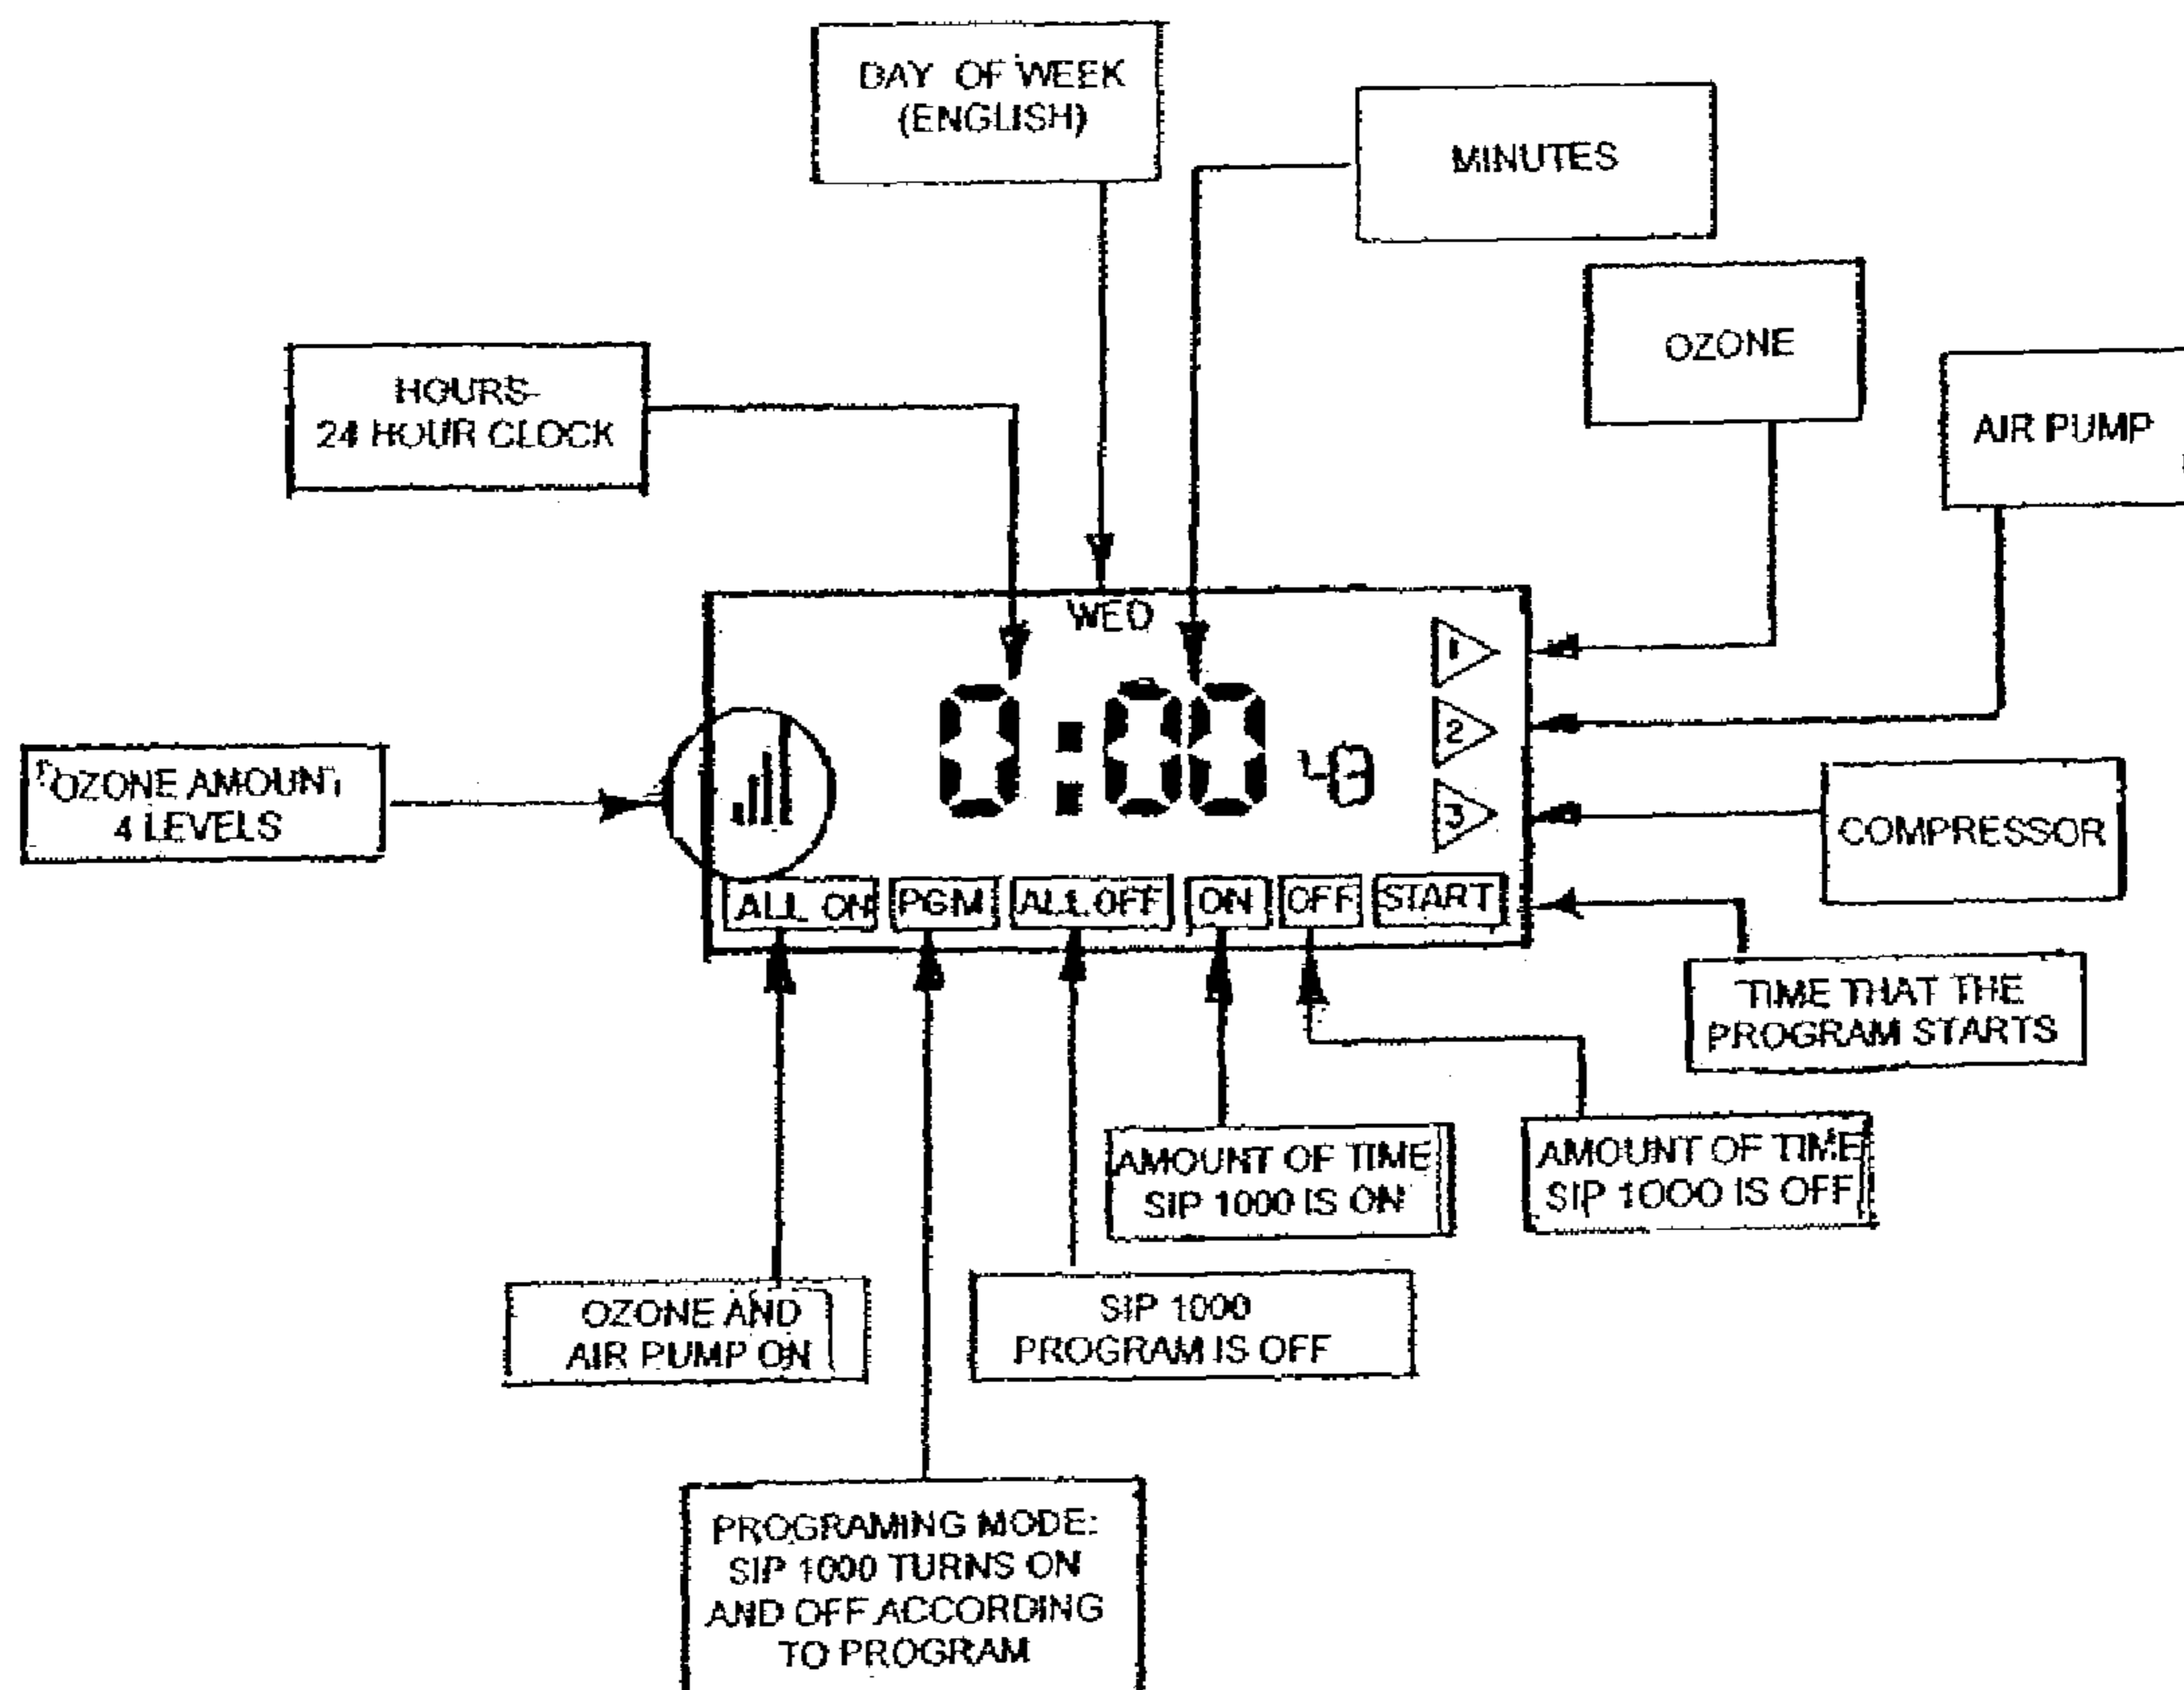 DAY OF WEEK
(ENGLISH)
MINUTES
OZONE
HOURS-
24 HOUR CLOCK
AIR PUMP
WED
1
0:00
2
OZONE AMOUNT
4 LEVELS
3
COMPRESSOR
ALL ON PGM ALL OFF ON OFF START
TIME THAT THE
PROGRAM STARTS
AMOUNT OF TIME
SIP 1000 IS ON
AMOUNT OF TIME
SIP 1000 IS OFF
OZONE AND
AIR PUMP ON
SIP 1000
PROGRAM IS OFF
PROGRAMING MODE:
SIP 1000 TURNS ON
AND OFF ACCORDING
TO PROGRAM